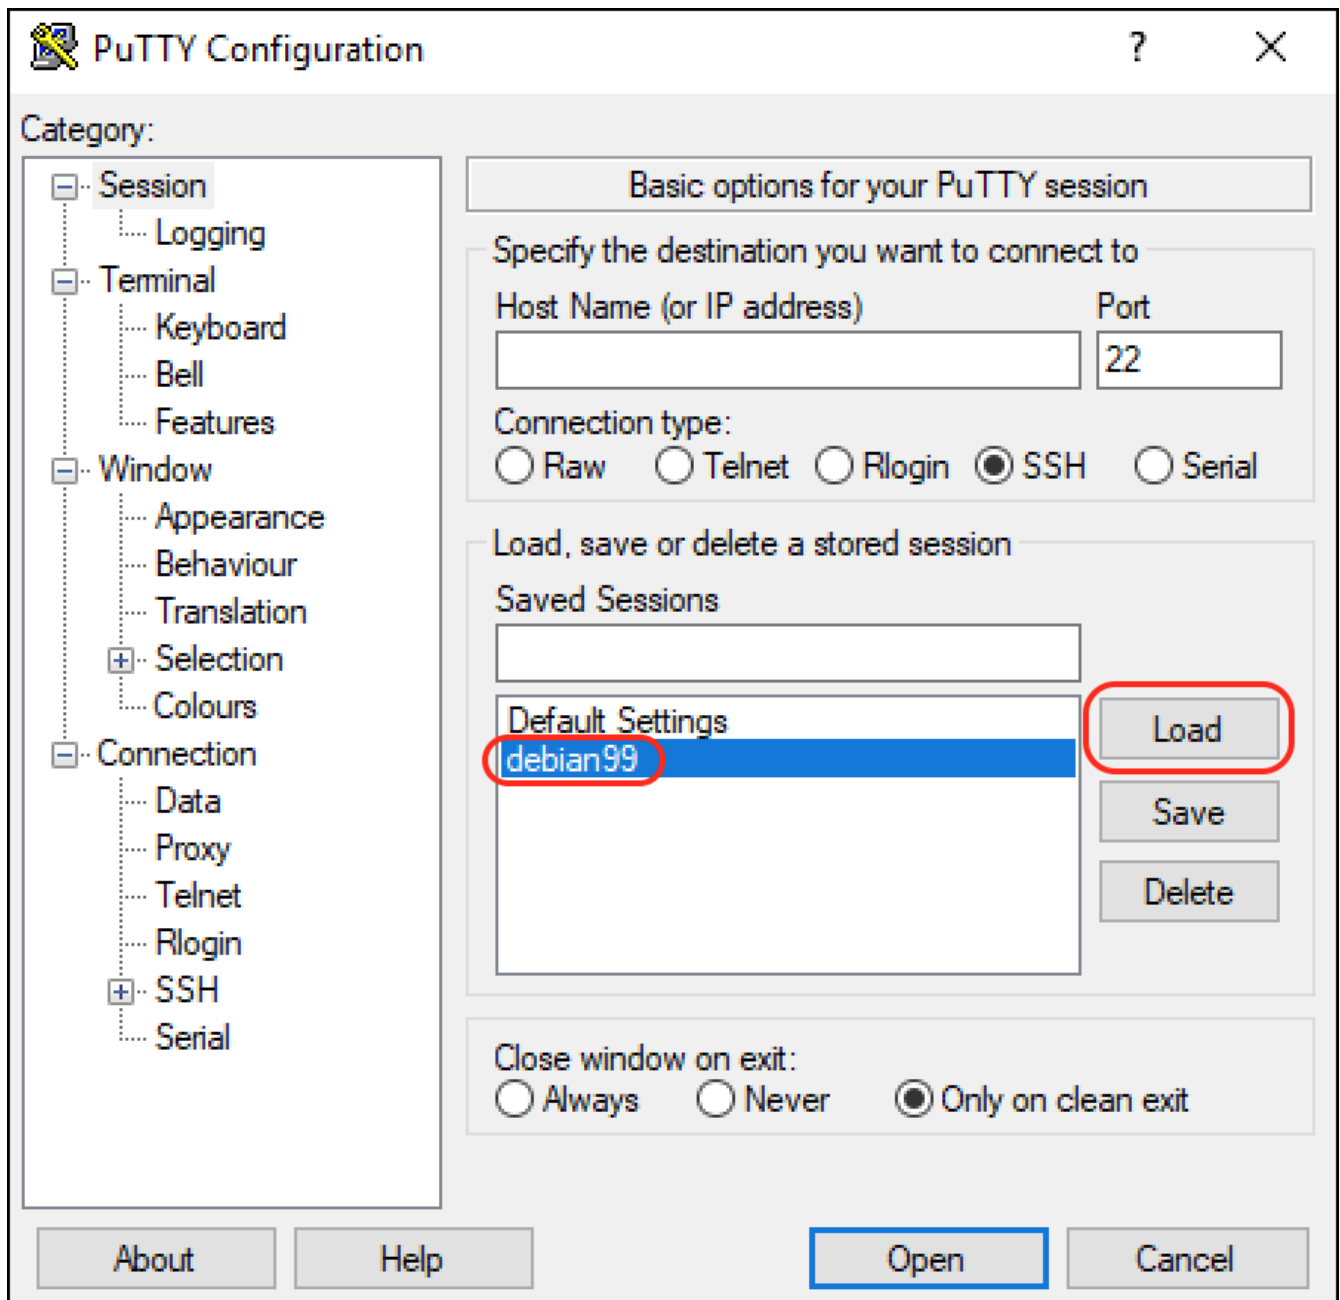 PuTTY Configuration
?
Category:
Session
Logging
Terminal
Keyboard
Bell
Features
Window
Appearance
Behaviour
Translation
Selection
Colours
Connection
Data
Proxy
Telnet
Rlogin
SSH
Serial
Basic options for your PuTTY session
Specify the destination you want to connect to
Host Name (or IP address) Port
22
Connection type:
Raw Telnet Rlogin SSH Serial
Load, save or delete a stored session
Saved Sessions
Default Settings
debian99
Load
Save
Delete
Close window on exit:
Always Never Only on clean exit
About Help Open Cancel